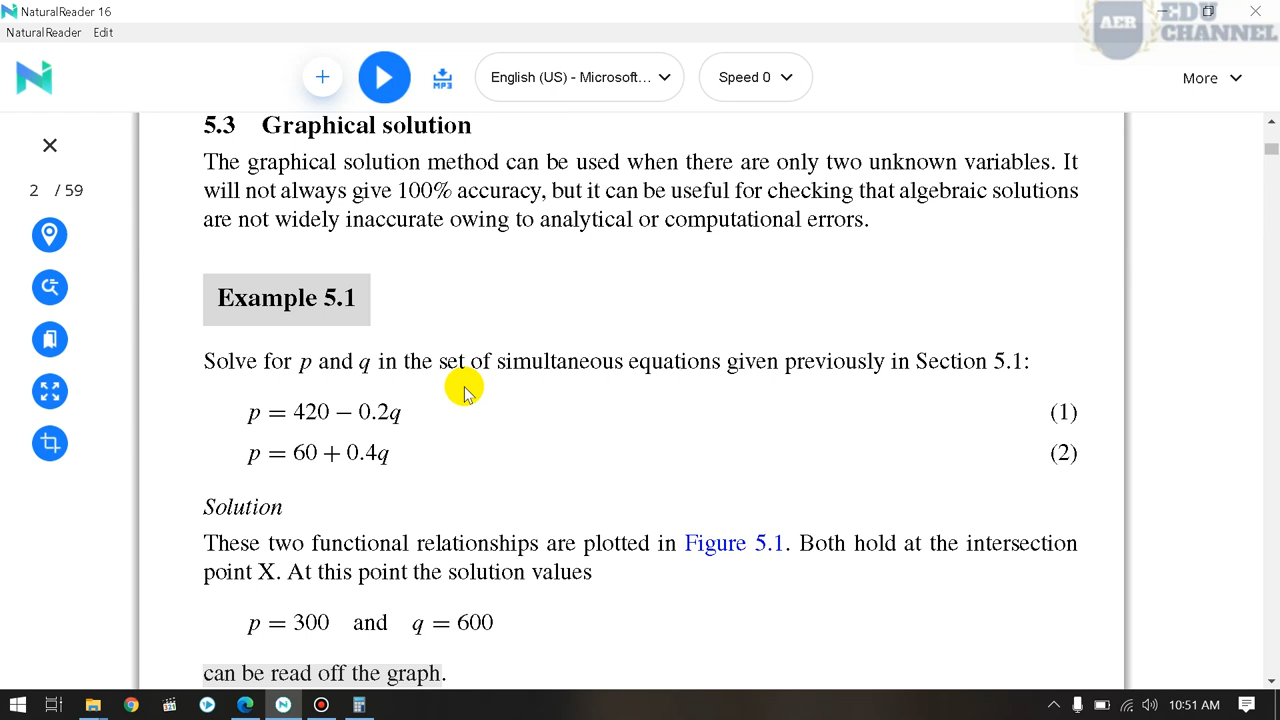 NaturalReader 16
NaturalReader Edit
AER EDU CHANNEL
+ MP3 English (US) - Microsoft... Speed 0 More
2 / 59
5.3 Graphical solution
The graphical solution method can be used when there are only two unknown variables. It
will not always give 100% accuracy, but it can be useful for checking that algebraic solutions
are not widely inaccurate owing to analytical or computational errors.
Example 5.1
Solve for p and q in the set of simultaneous equations given previously in Section 5.1:
p = 420 − 0.2q (1)
p = 60 + 0.4q (2)
Solution
These two functional relationships are plotted in Figure 5.1. Both hold at the intersection
point X. At this point the solution values
p = 300 and q = 600
can be read off the graph.
10:51 AM